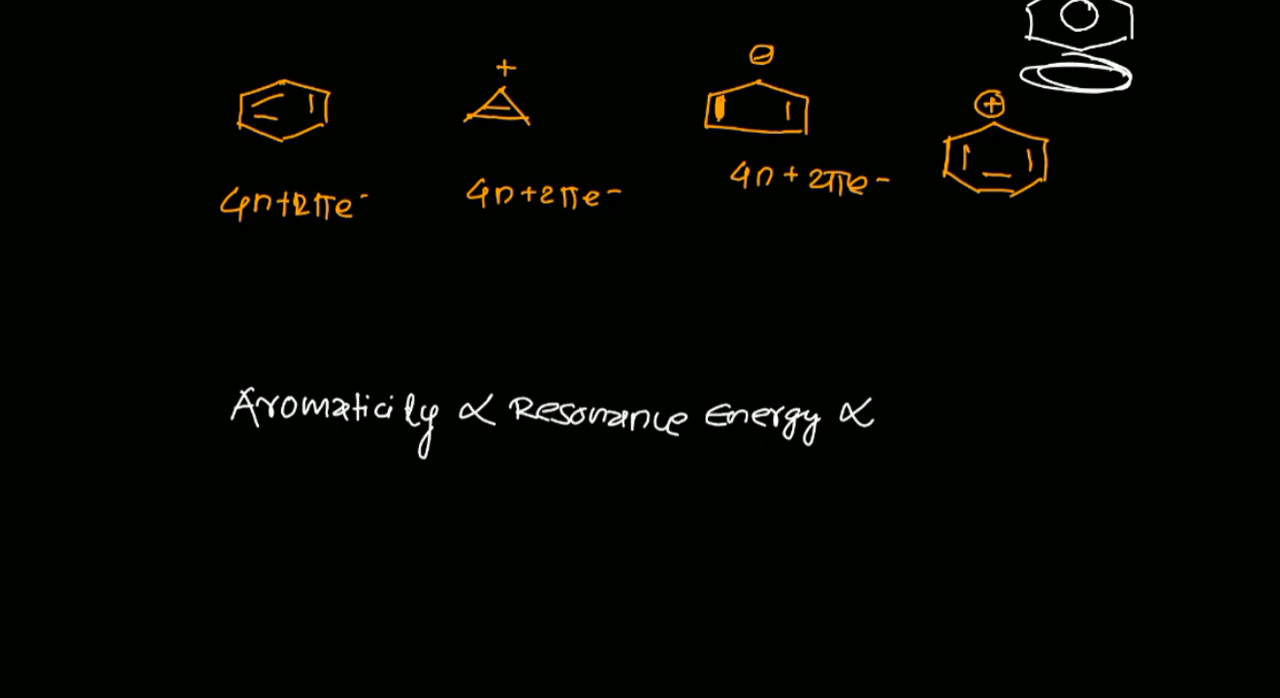 + ⊖ ⊕
4n+2πe⁻ 4n+2πe⁻ 4n+2πe⁻
Aromaticity ∝ Resonance Energy ∝